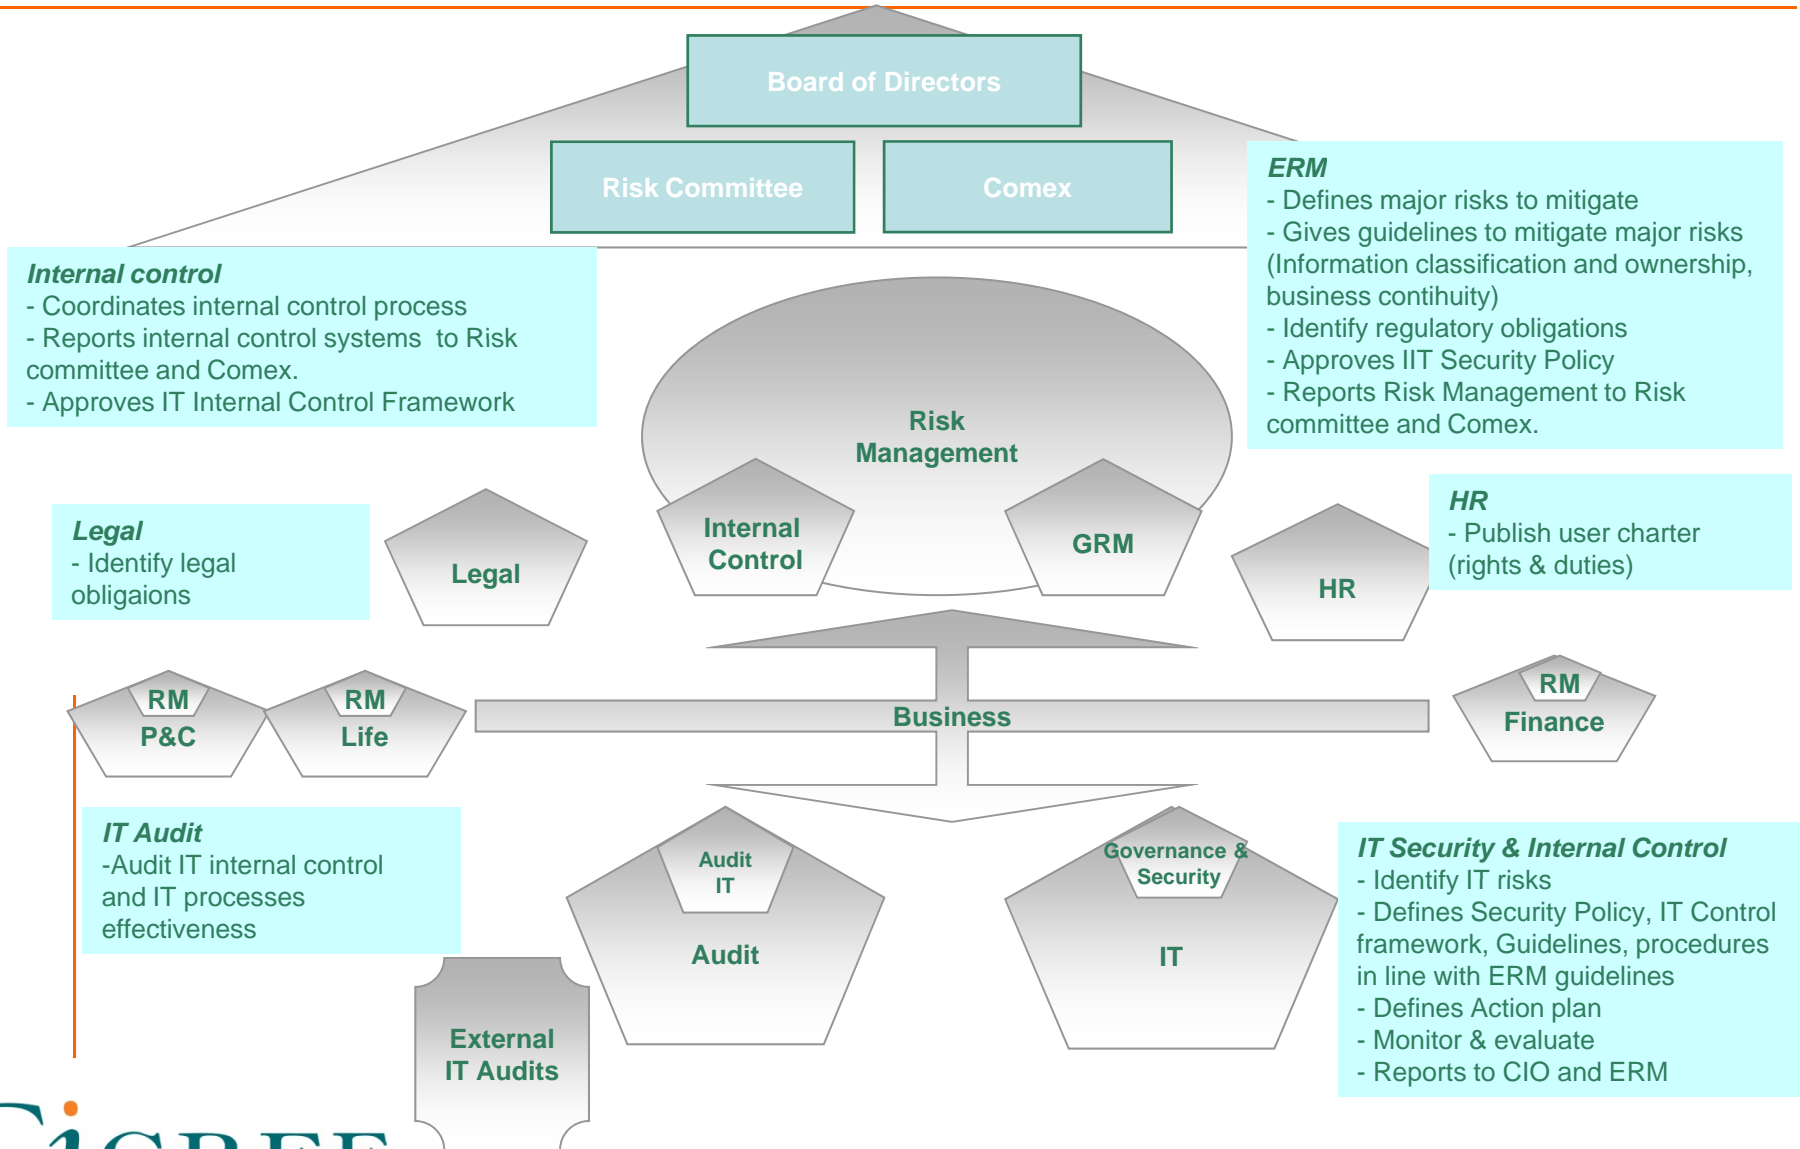 Board of Directors
Risk Committee
Comex
ERM
- Defines major risks to mitigate
- Gives guidelines to mitigate major risks
(Information classification and ownership,
business contihuity)
- Identify regulatory obligations
- Approves IIT Security Policy
- Reports Risk Management to Risk
committee and Comex.
Internal control
- Coordinates internal control process
- Reports internal control systems  to Risk
committee and Comex.
- Approves IT Internal Control Framework
Risk
Management
Internal
Control
GRM
Legal
- Identify legal
obligaions
Legal
HR
HR
- Publish user charter
(rights & duties)
RM
P&C
RM
Life
Business
RM
Finance
IT Audit
-Audit IT internal control
and IT processes
effectiveness
Audit
IT
Audit
Governance &
Security
IT
IT Security & Internal Control
- Identify IT risks
- Defines Security Policy, IT Control
framework, Guidelines, procedures
in line with ERM guidelines
- Defines Action plan
- Monitor & evaluate
- Reports to CIO and ERM
External
IT Audits